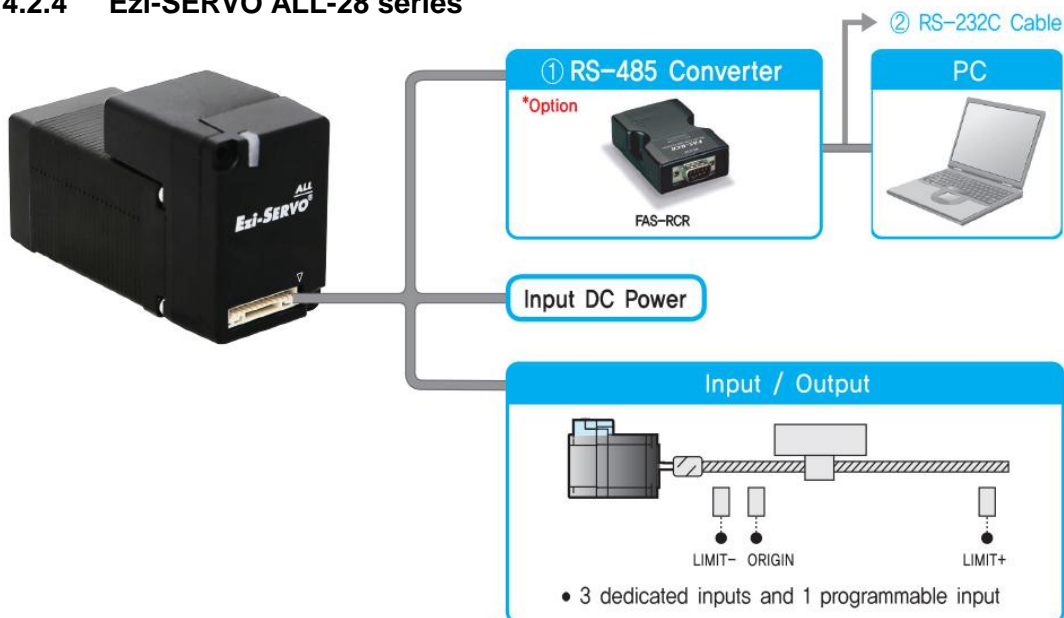 4.2.4 Ezi-SERVO ALL-28 series
② RS-232C Cable
① RS-485 Converter
PC
*Option
FAS-RCR
FAS-RCR
ALL
Ezi-SERVO®
Input DC Power
Input / Output
LIMIT- ORIGIN LIMIT+
• 3 dedicated inputs and 1 programmable input